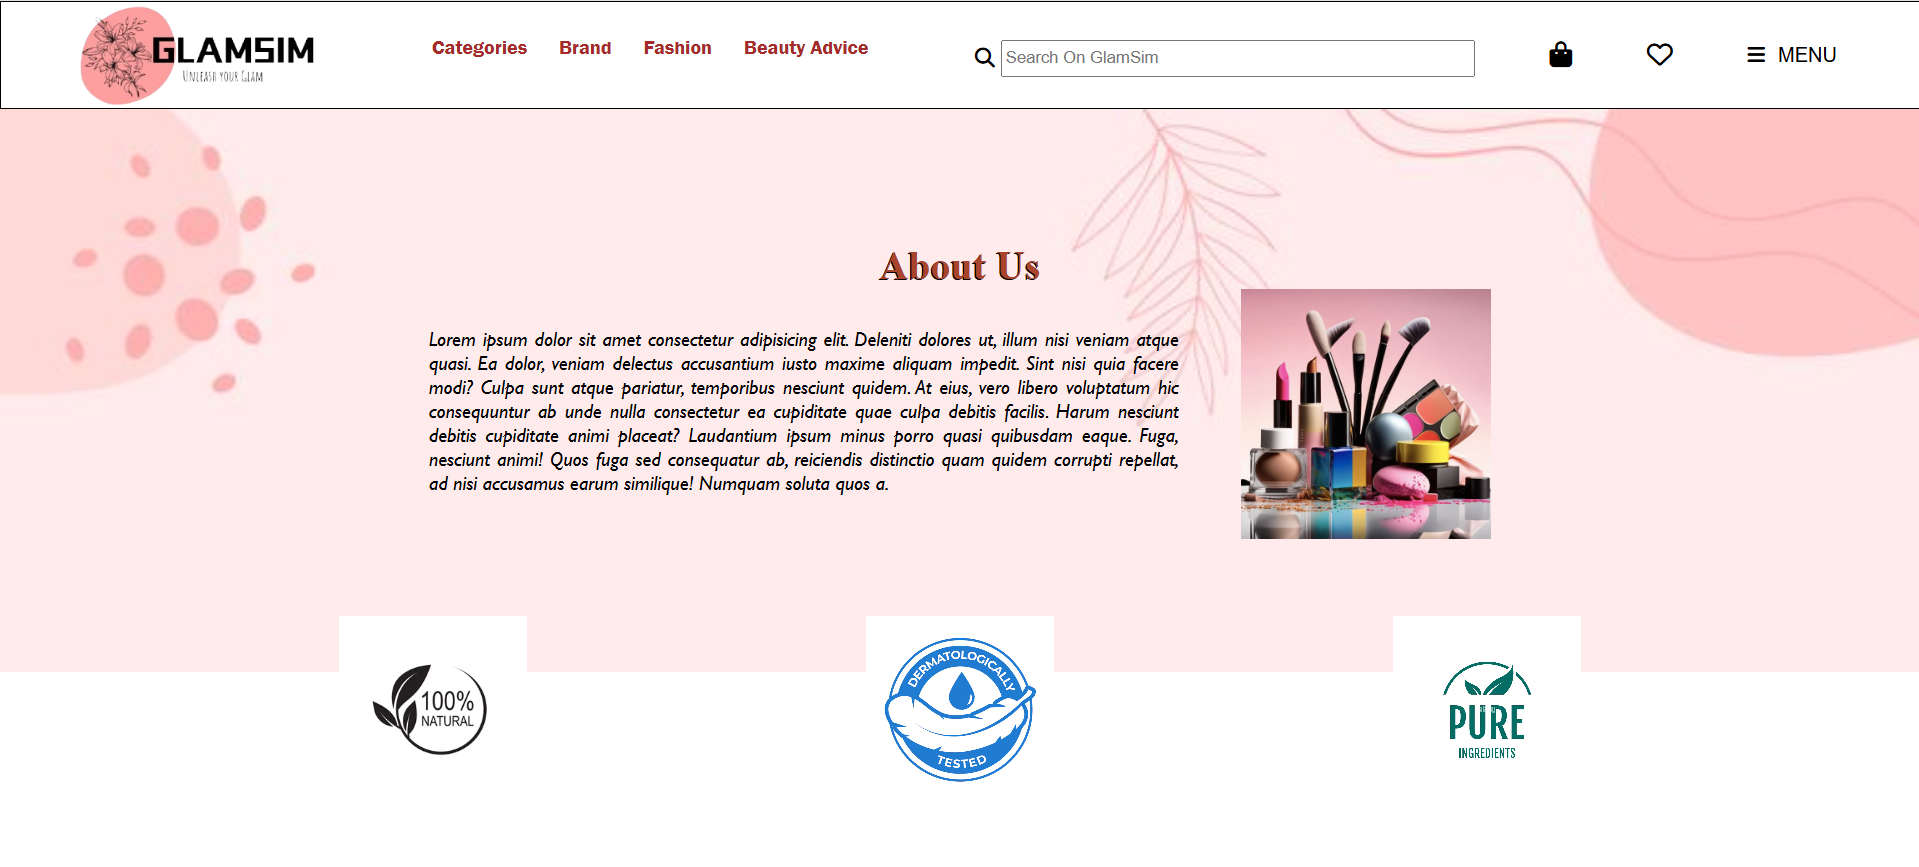 GLAMSIM
Unleash your Glam
Categories Brand Fashion Beauty Advice
Search On GlamSim
MENU
About Us
Lorem ipsum dolor sit amet consectetur adipisicing elit. Deleniti dolores ut, illum nisi veniam atque
quasi. Ea dolor, veniam delectus accusantium iusto maxime aliquam impedit. Sint nisi quia facere
modi? Culpa sunt atque pariatur, temporibus nesciunt quidem. At eius, vero libero voluptatum hic
consequuntur ab unde nulla consectetur ea cupiditate quae culpa debitis facilis. Harum nesciunt
debitis cupiditate animi placeat? Laudantium ipsum minus porro quasi quibusdam eaque. Fuga,
nesciunt animi! Quos fuga sed consequatur ab, reiciendis distinctio quam quidem corrupti repellat,
ad nisi accusamus earum similique! Numquam soluta quos a.
100%
NATURAL
DERMATOLOGICALLY
TESTED
PURE
INGREDIENTS